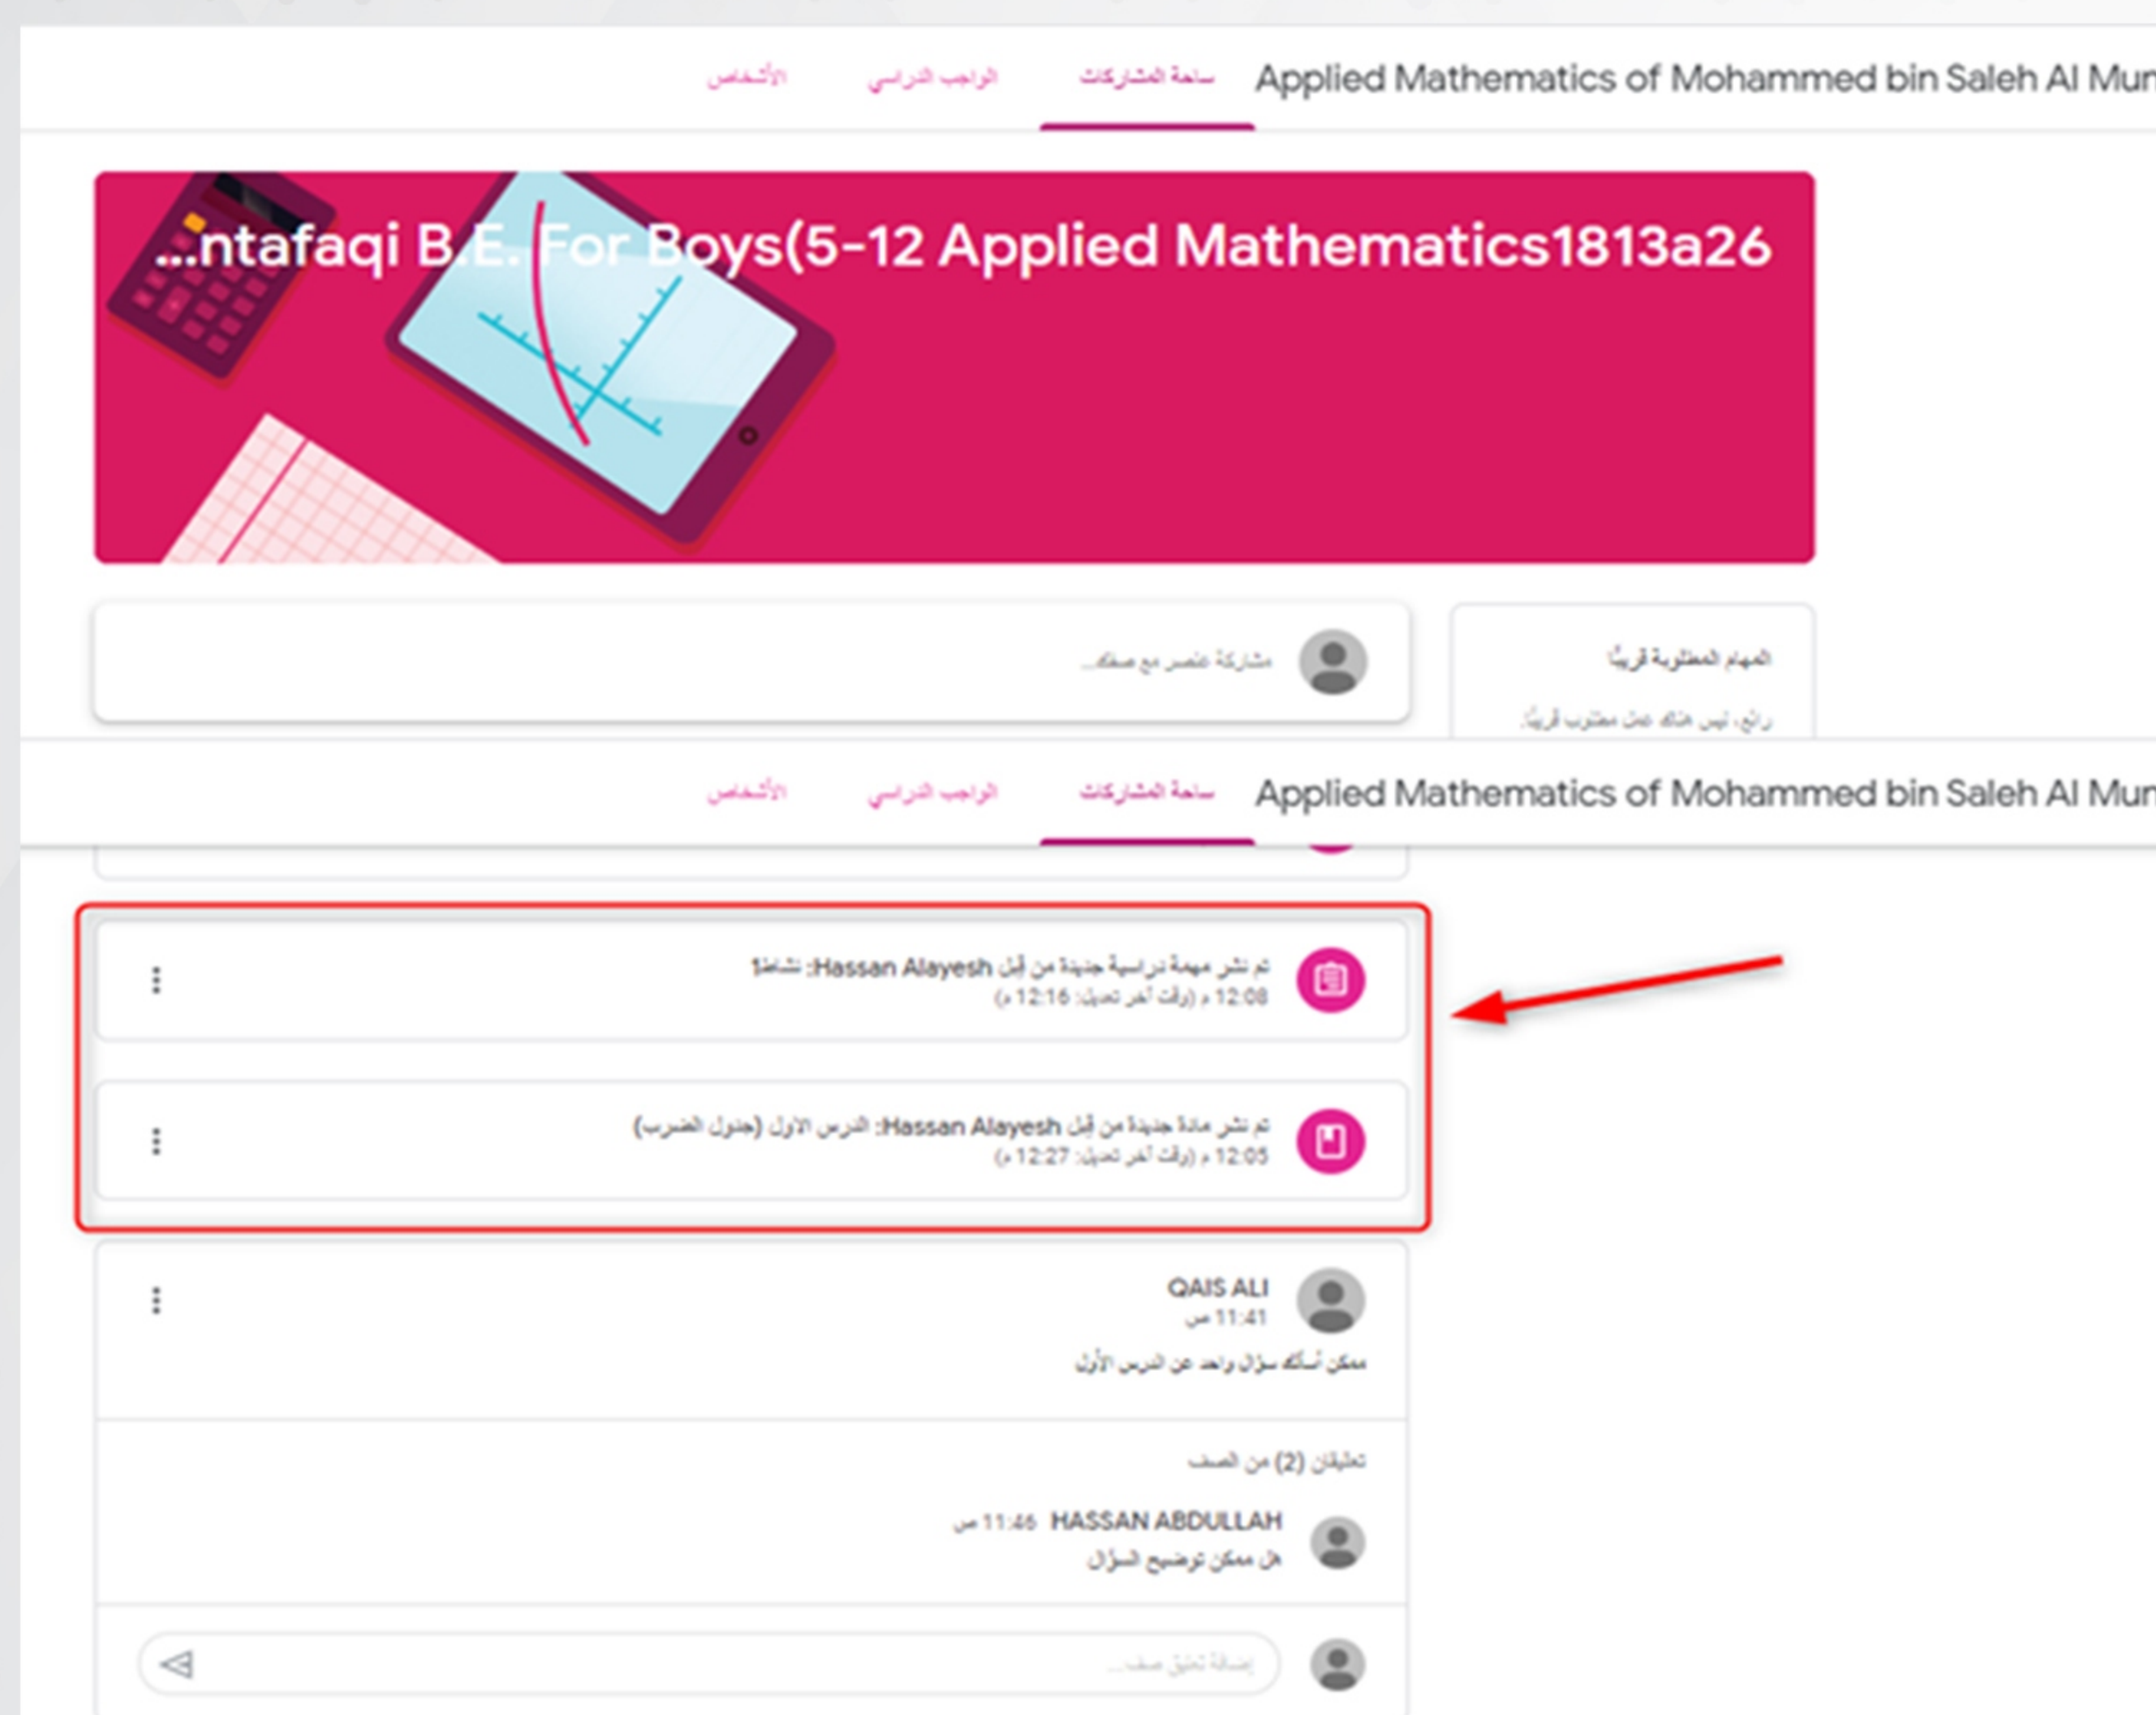 Applied Mathematics of Mohammed bin Saleh Al Mun
ساحة المشاركات
الواجب الدراسي
الأشخاص
...ntafaqi B.E. For Boys(5-12 Applied Mathematics1813a26
المهام المطلوبة قريبًا
رائع، ليس هناك عمل مطلوب قريبًا.
مشاركة عنصر مع صفك...
Applied Mathematics of Mohammed bin Saleh Al Mun
ساحة المشاركات
الواجب الدراسي
الأشخاص
تم نشر مهمة دراسية جديدة من قِبل Hassan Alayesh: نشاط1
12:08 م (وقت آخر تعديل: 12:16 م)
تم نشر مادة جديدة من قِبل Hassan Alayesh: الدرس الاول (جدول الضرب)
12:05 م (وقت آخر تعديل: 12:27 م)
QAIS ALI
11:41 ص
ممكن أسألك سؤال واحد عن الدرس الأول
تعليقان (2) من الصف
HASSAN ABDULLAH 11:46 ص
هل ممكن توضيح السؤال
إضافة تعليق صف...